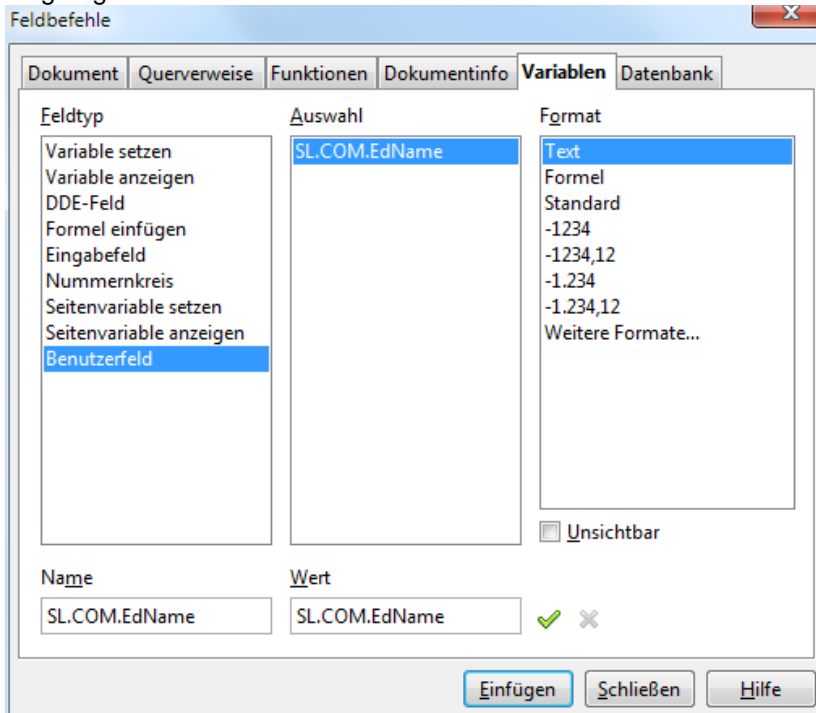 Feldbefehle
X
Dokument Querverweise Funktionen Dokumentinfo Variablen Datenbank
Feldtyp
Variable setzen
Variable anzeigen
DDE-Feld
Formel einfügen
Eingabefeld
Nummernkreis
Seitenvariable setzen
Seitenvariable anzeigen
Benutzerfeld
Auswahl
SL.COM.EdName
Format
Text
Formel
Standard
-1234
-1234,12
-1.234
-1.234,12
Weitere Formate...
Unsichtbar
Name
SL.COM.EdName
Wert
SL.COM.EdName
Einfügen Schließen Hilfe